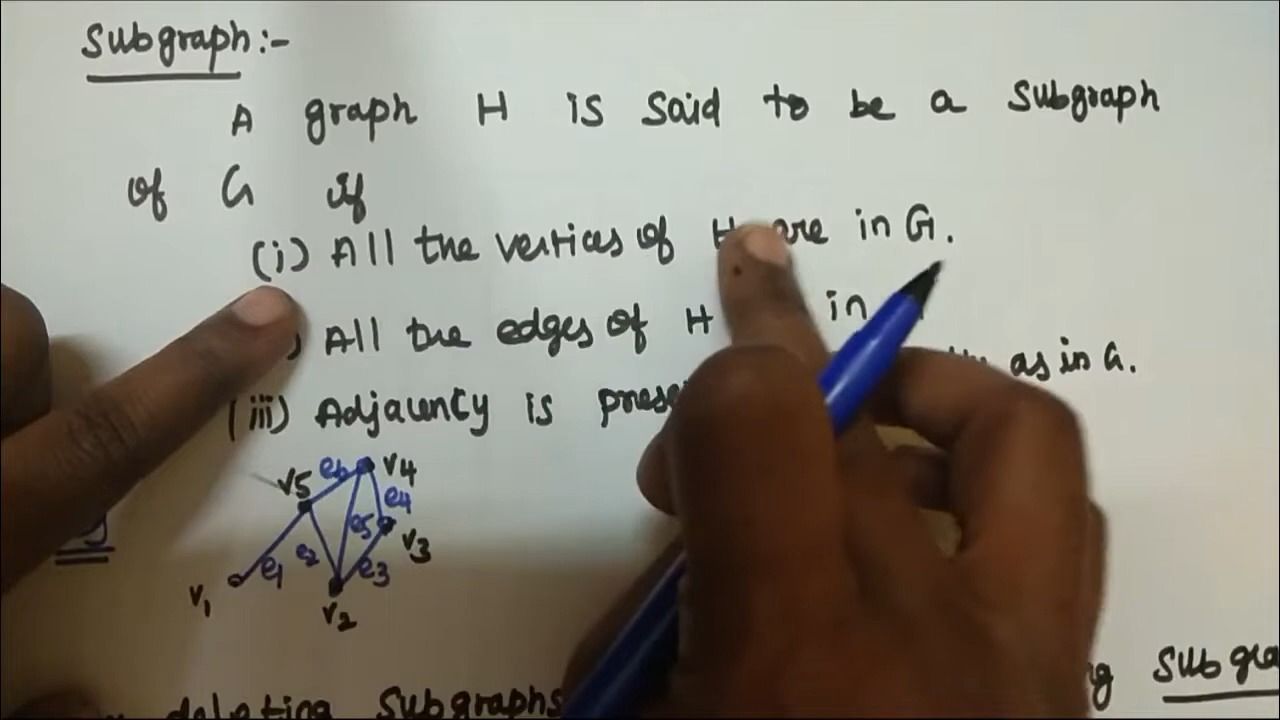 Subgraph:-
A graph H is said to be a subgraph
of G if
(i) All the vertices of H are in G.
All the edges of H in
(iii) Adjacency is as in G.
v5 e6 v4
e4
e2 e5
v3
e1 e3
v1
v2
deleting Subgraphs